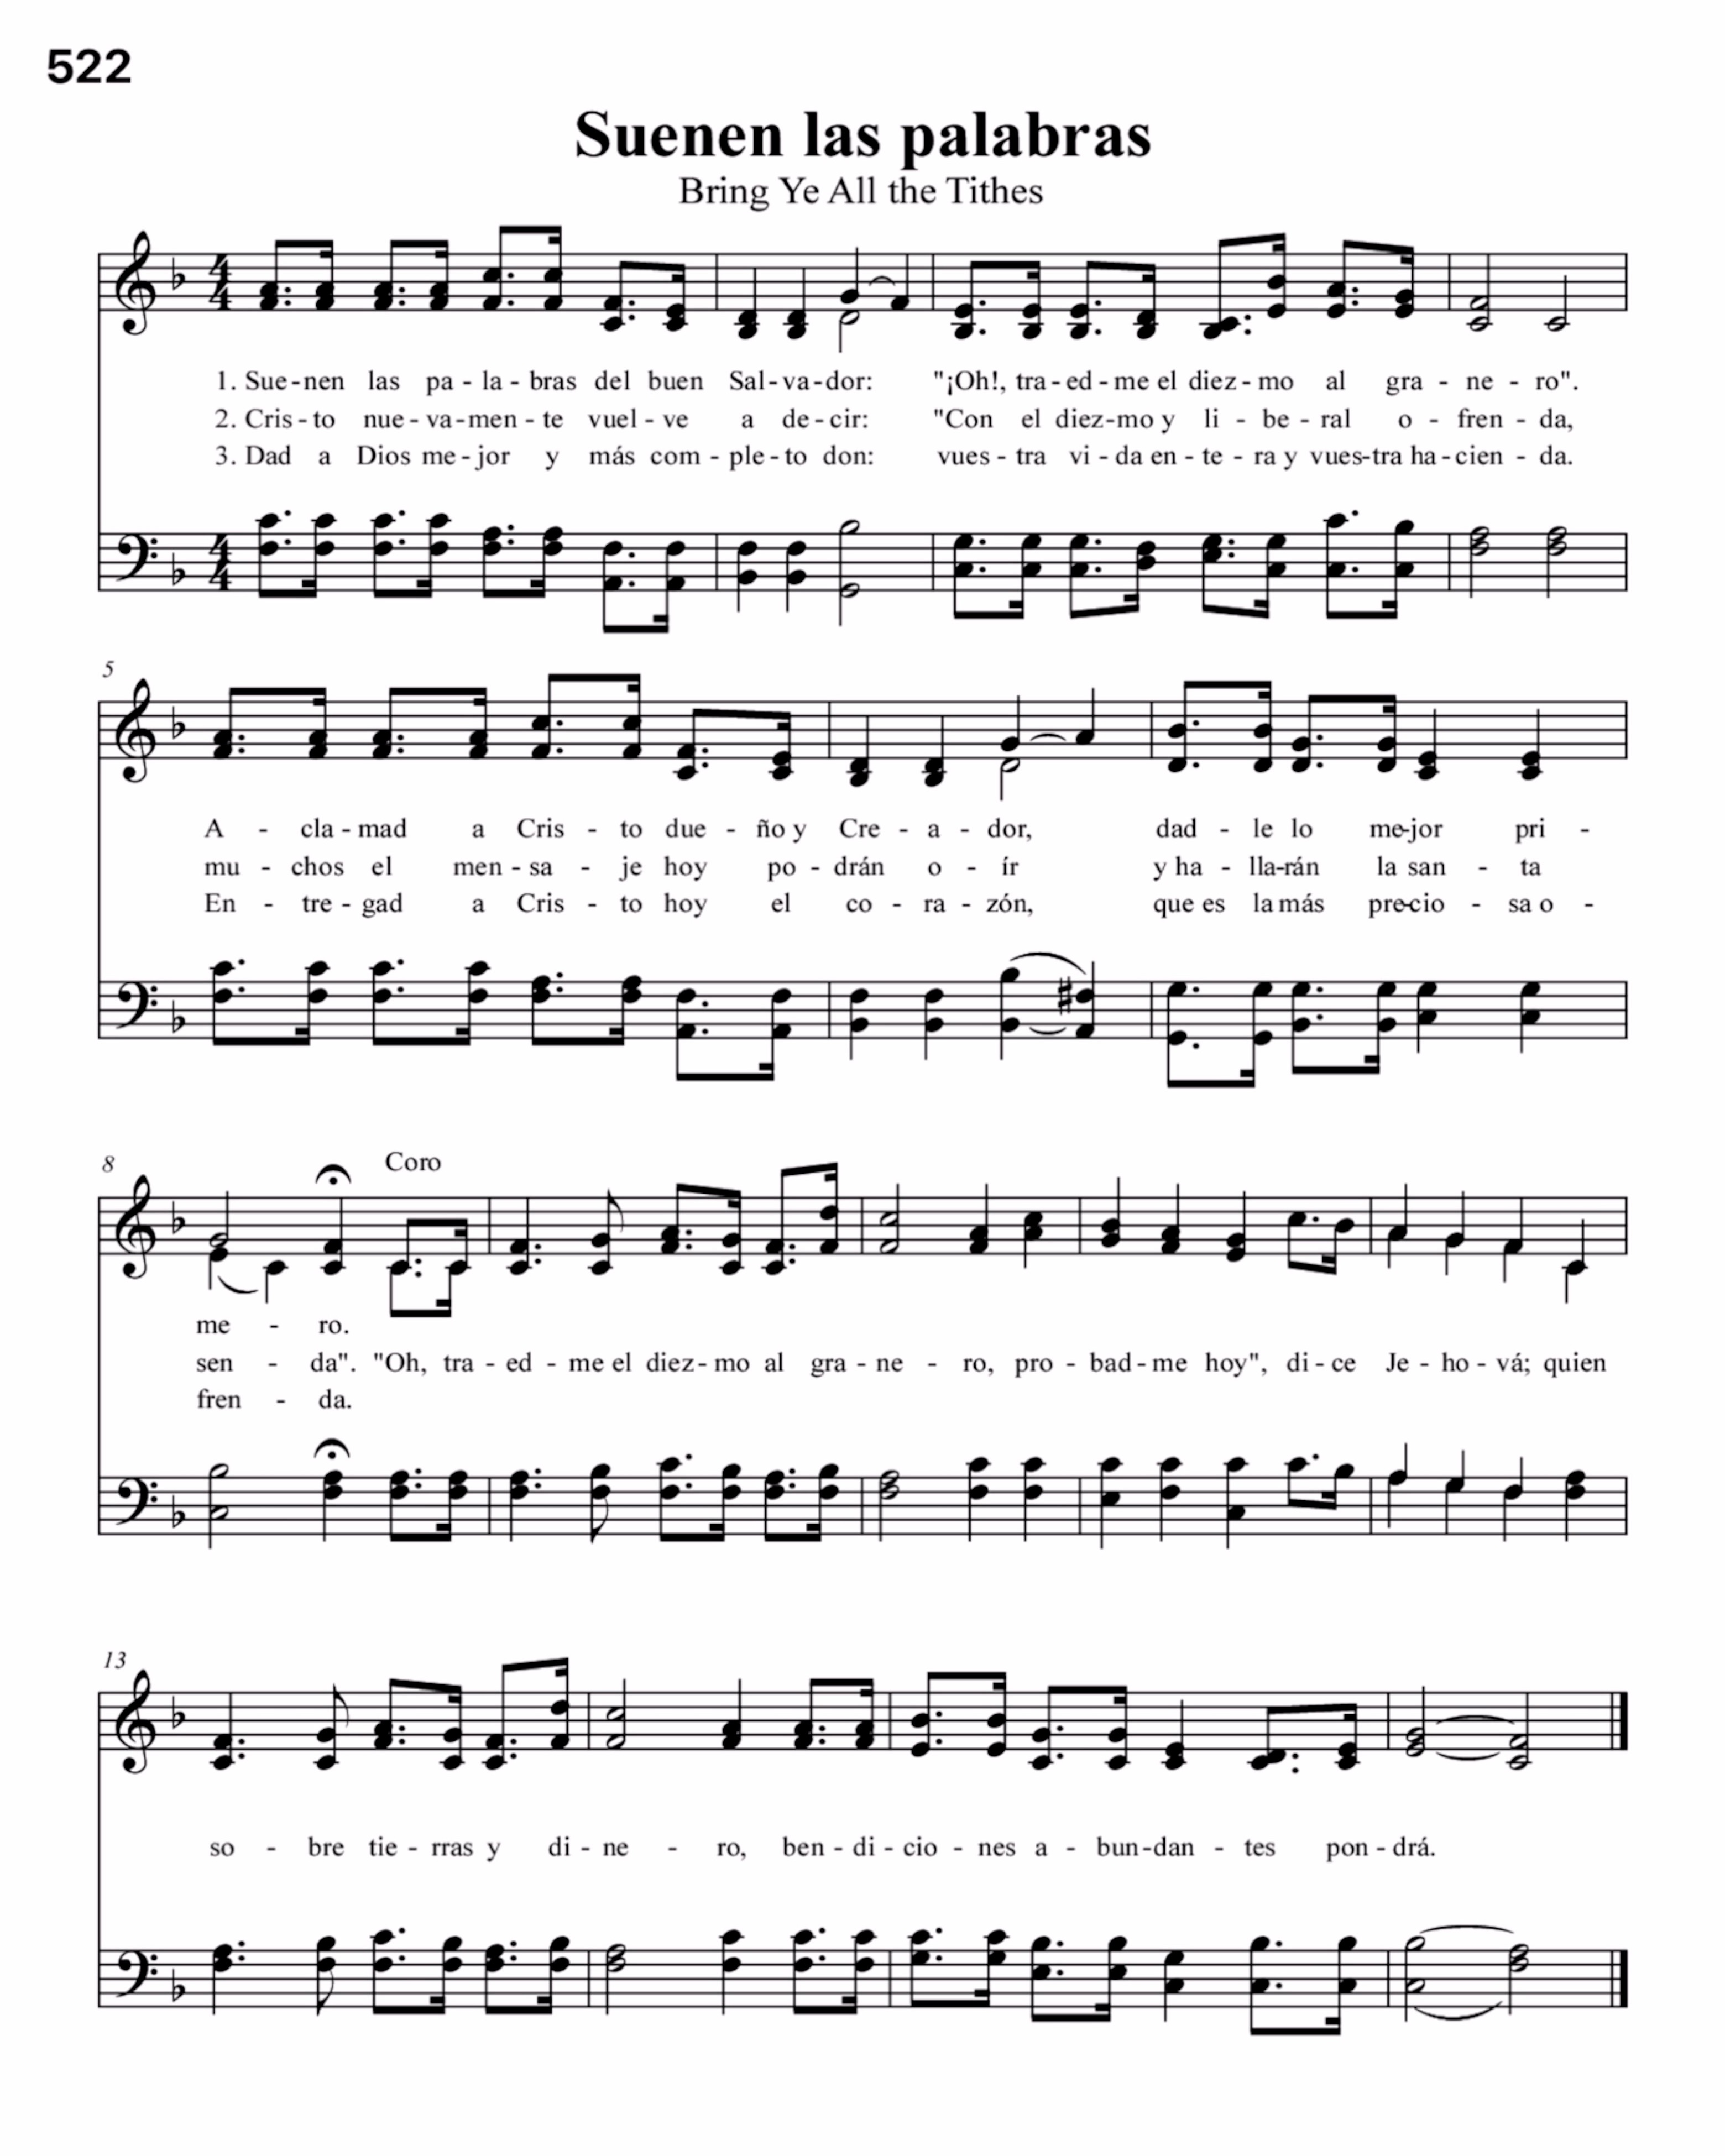 522
Suenen las palabras
Bring Ye All the Tithes
1. Sue - nen las pa - la - bras del buen Sal - va - dor: "¡Oh!, tra - ed - me el diez - mo al gra - ne - ro".
2. Cris - to nue - va - men - te vuel - ve a de - cir: "Con el diez - mo y li - be - ral o - fren - da,
3. Dad a Dios me - jor y más com - ple - to don: vues - tra vi - da en - te - ra y vues - tra ha - cien - da.
5
A - cla - mad a Cris - to due - ño y Cre - a - dor, dad - le lo me - jor pri -
mu - chos el men - sa - je hoy po - drán o - ír y ha - lla - rán la san - ta
En - tre - gad a Cris - to hoy el co - ra - zón, que es la más pre - cio - sa o -
8
Coro
me - ro.
sen - da". "Oh, tra - ed - me el diez - mo al gra - ne - ro, pro - bad - me hoy", di - ce Je - ho - vá; quien
fren - da.
13
so - bre tie - rras y di - ne - ro, ben - di - cio - nes a - bun - dan - tes pon - drá.